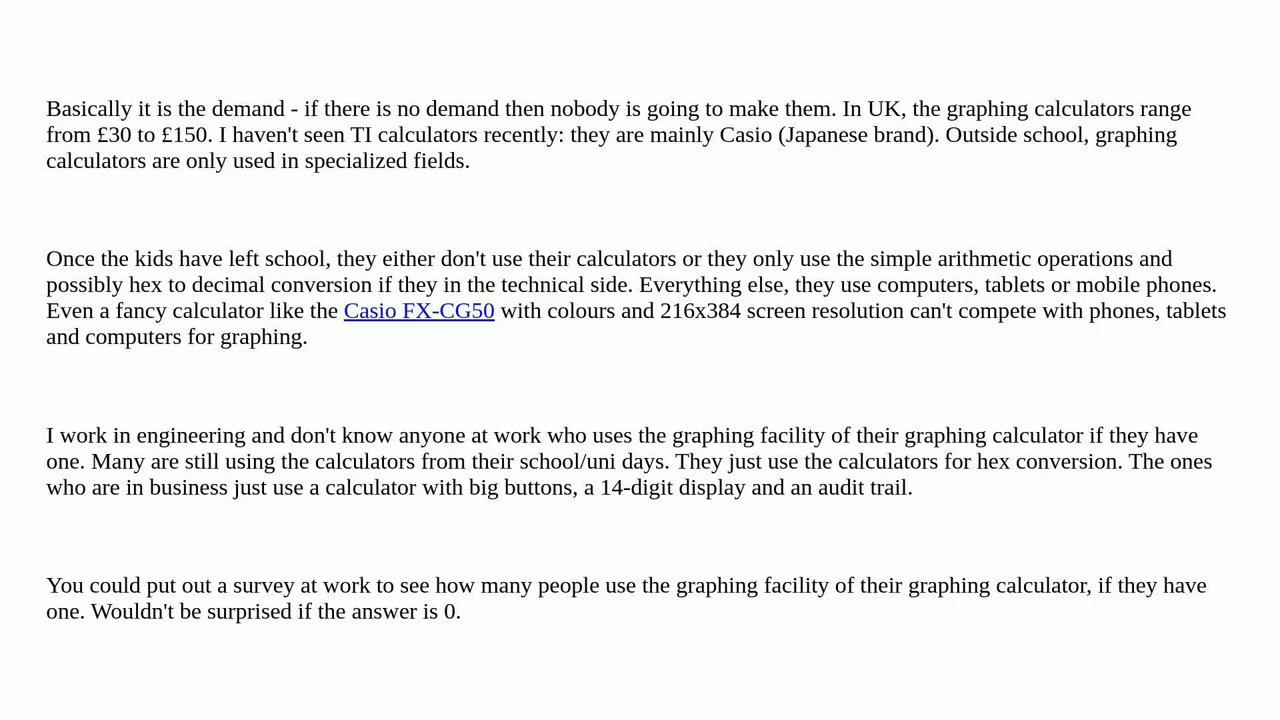 Basically it is the demand - if there is no demand then nobody is going to make them. In UK, the graphing calculators range
from £30 to £150. I haven't seen TI calculators recently: they are mainly Casio (Japanese brand). Outside school, graphing
calculators are only used in specialized fields.
Once the kids have left school, they either don't use their calculators or they only use the simple arithmetic operations and
possibly hex to decimal conversion if they in the technical side. Everything else, they use computers, tablets or mobile phones.
Even a fancy calculator like the Casio FX-CG50 with colours and 216x384 screen resolution can't compete with phones, tablets
and computers for graphing.
I work in engineering and don't know anyone at work who uses the graphing facility of their graphing calculator if they have
one. Many are still using the calculators from their school/uni days. They just use the calculators for hex conversion. The ones
who are in business just use a calculator with big buttons, a 14-digit display and an audit trail.
You could put out a survey at work to see how many people use the graphing facility of their graphing calculator, if they have
one. Wouldn't be surprised if the answer is 0.